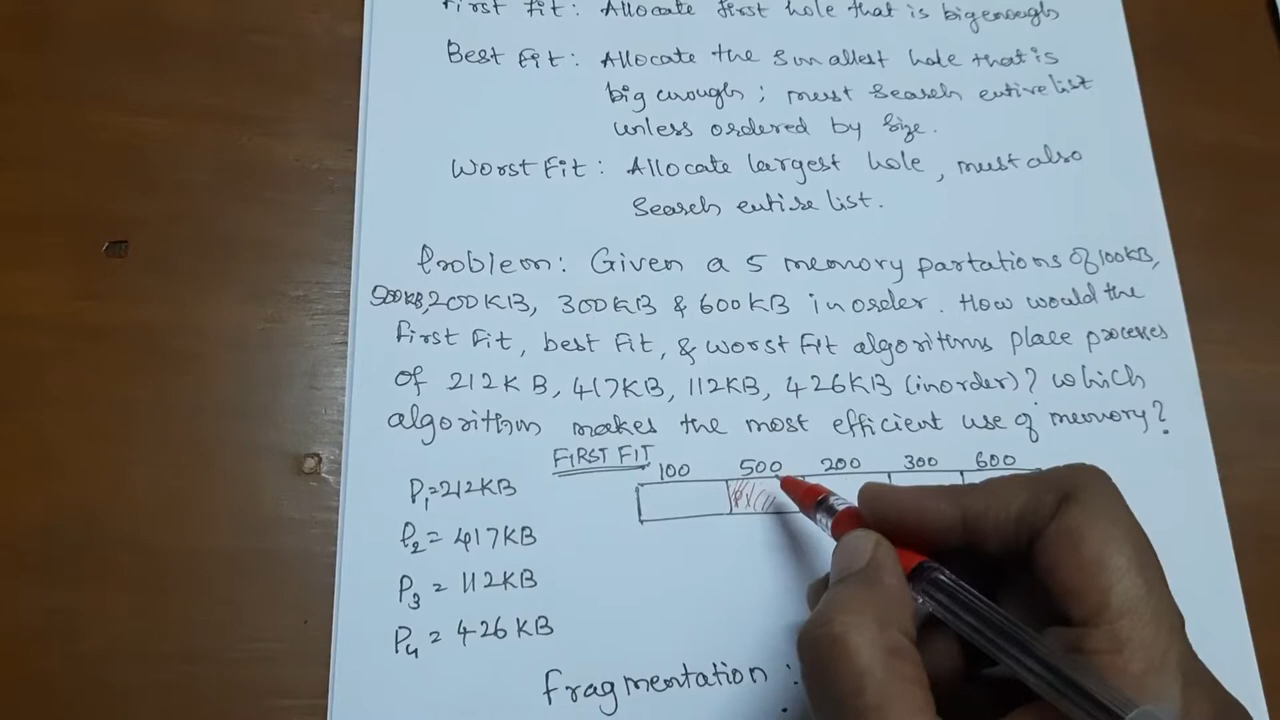 First Fit: Allocate first hole that is big enough
Best Fit: Allocate the smallest hole that is
big enough; must search entire list
unless ordered by size.
Worst Fit: Allocate largest hole, must also
search entire list.
Problem: Given a 5 memory partations of 100KB,
500KB, 200KB, 300KB & 600KB in order. How would the
First Fit, best Fit, & worst Fit algorithms place processes
of 212KB, 417KB, 112KB, 426KB (in order)? which
algorithm makes the most efficient use of memory?
FIRST FIT
100 500 200 300 600
P1=212KB
P2 = 417KB
P3 = 112KB
P4 = 426KB
Fragmentation :